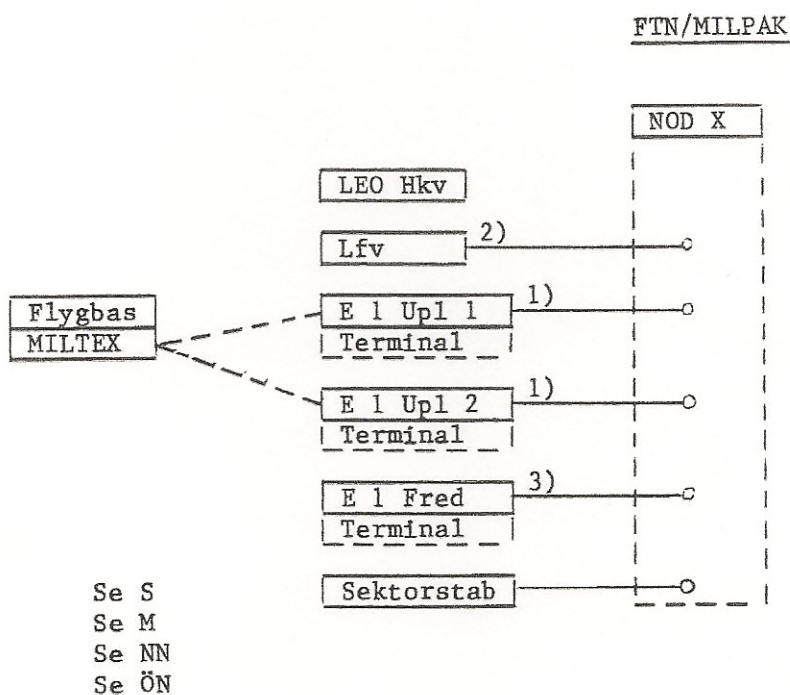 FTN/MILPAK
NOD X
LEO Hkv
Lfv 2)
Flygbas
MILTEX
E 1 Upl 1 1)
Terminal
E 1 Upl 2 1)
Terminal
E 1 Fred 3)
Terminal
Sektorstab
Se S
Se M
Se NN
Se ÖN